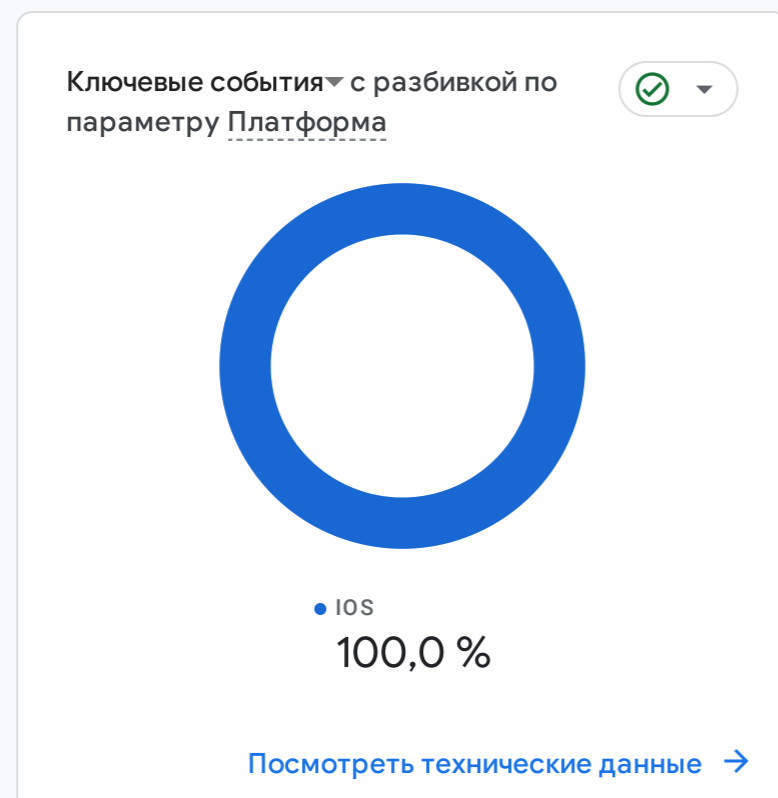 Ключевые события с разбивкой по
параметру Платформа
IOS
100,0 %
Посмотреть технические данные